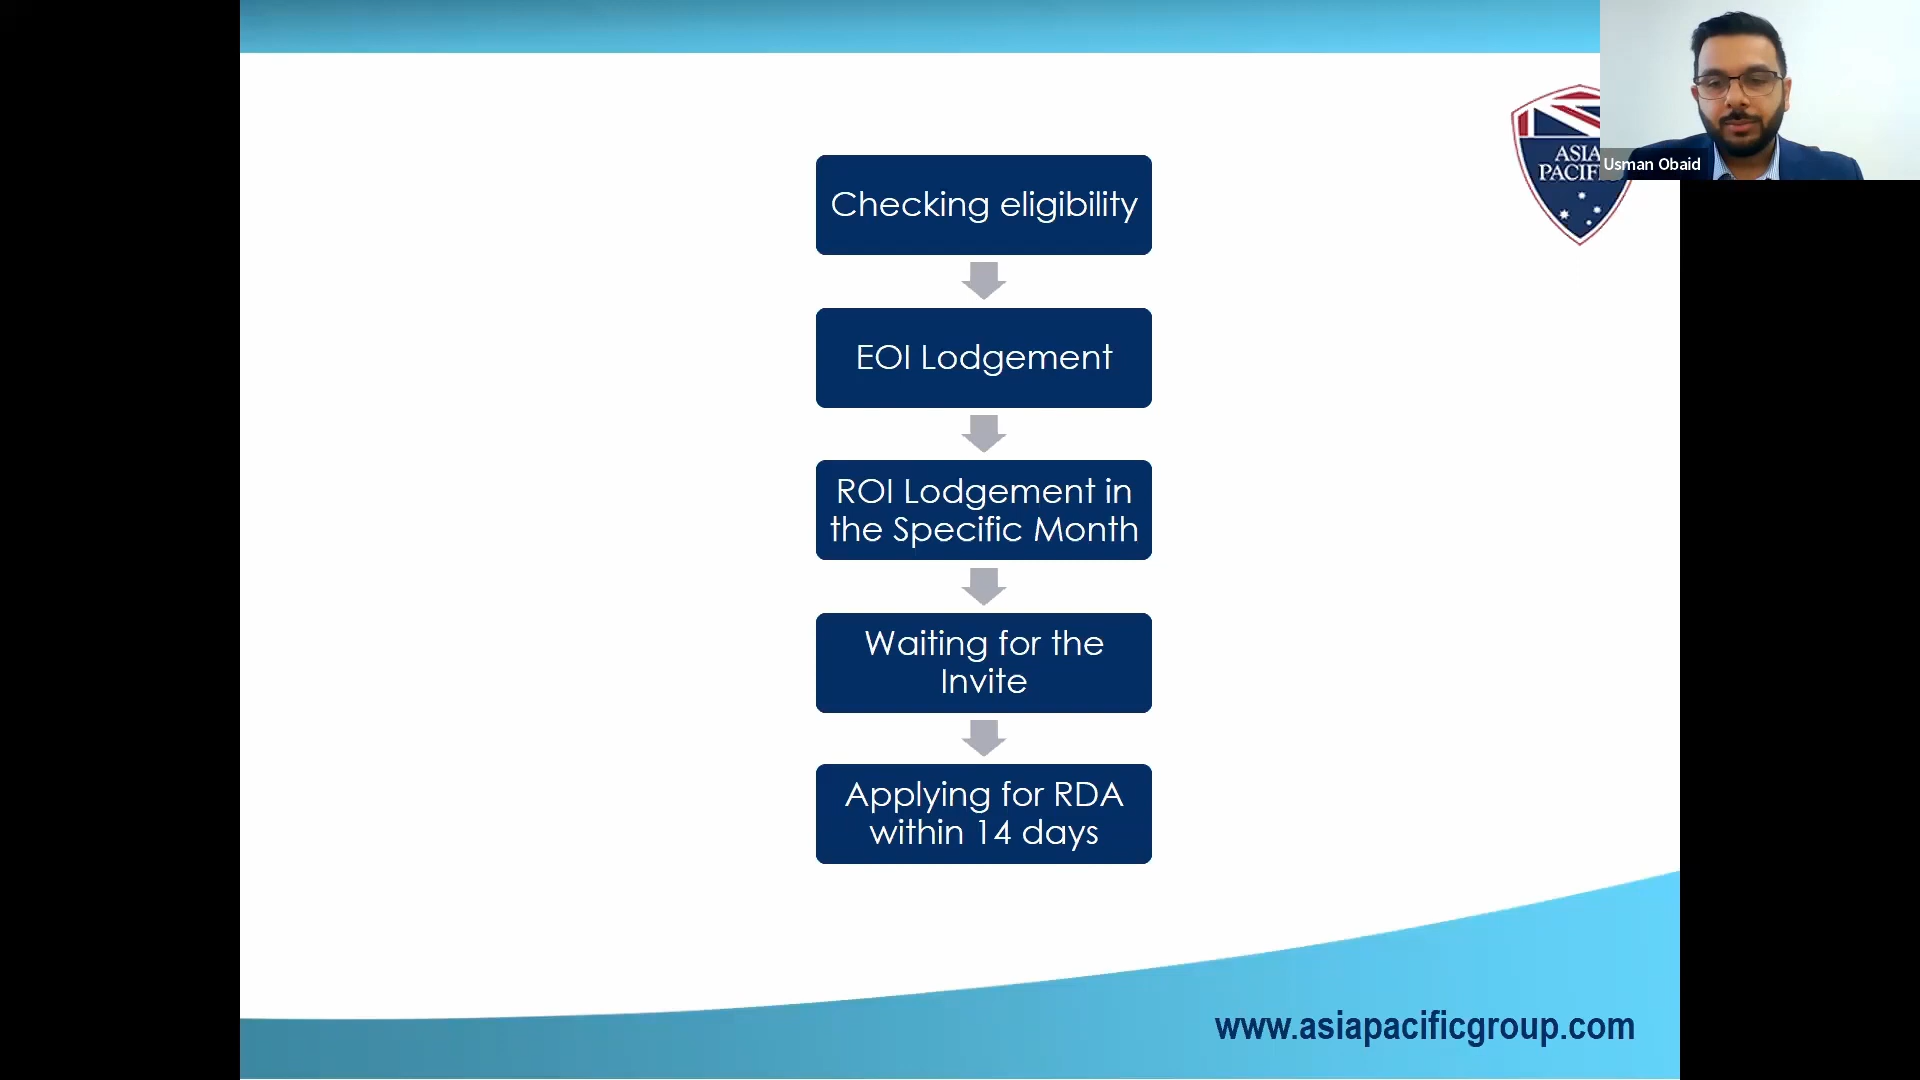 ASIA
PACIF
Usman Obaid
Checking eligibility
EOI Lodgement
ROI Lodgement in
the Specific Month
Waiting for the
Invite
Applying for RDA
within 14 days
www.asiapacificgroup.com